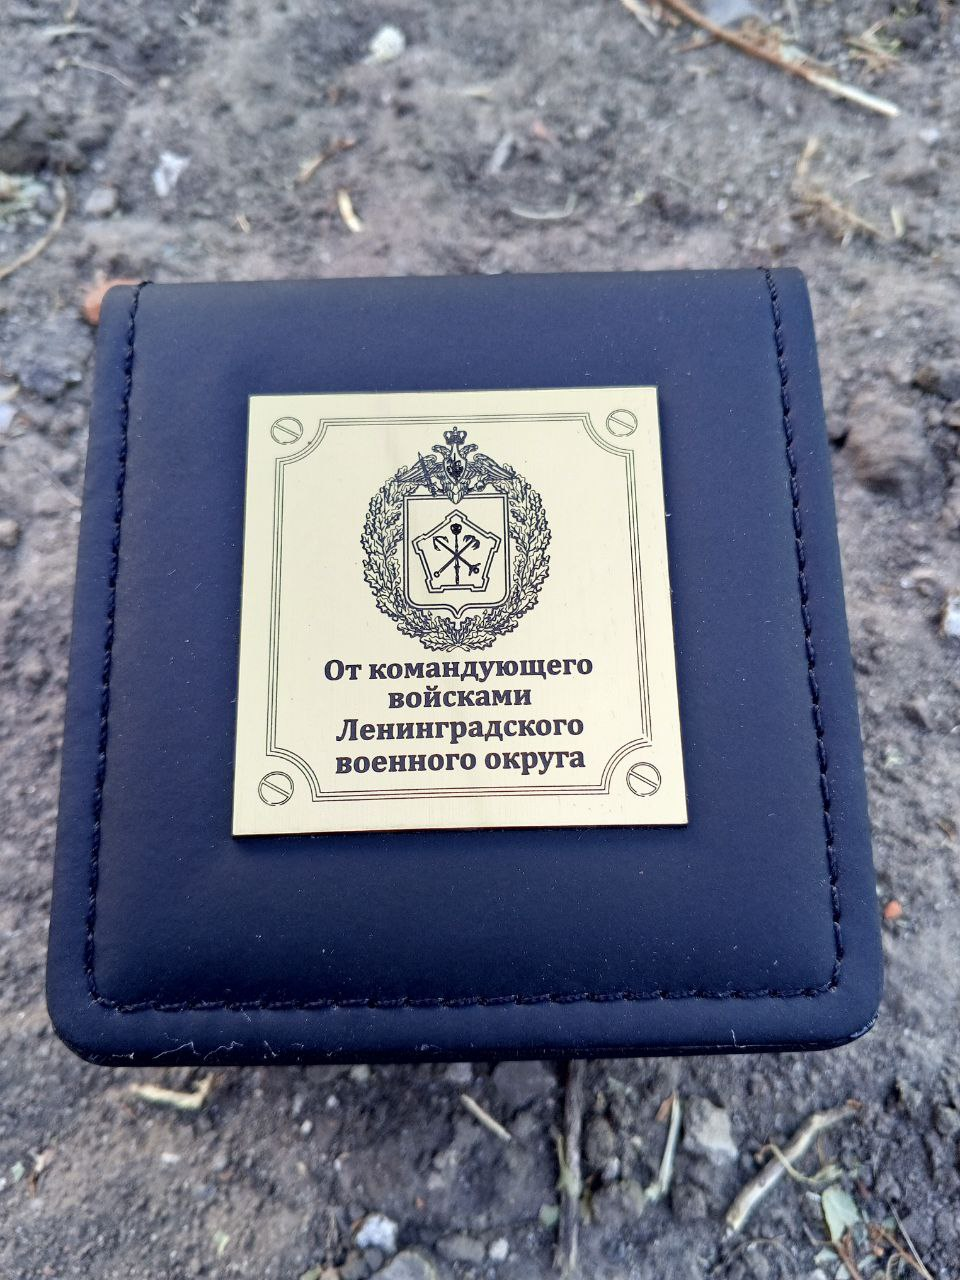 От командующего
войсками
Ленинградского
военного округа